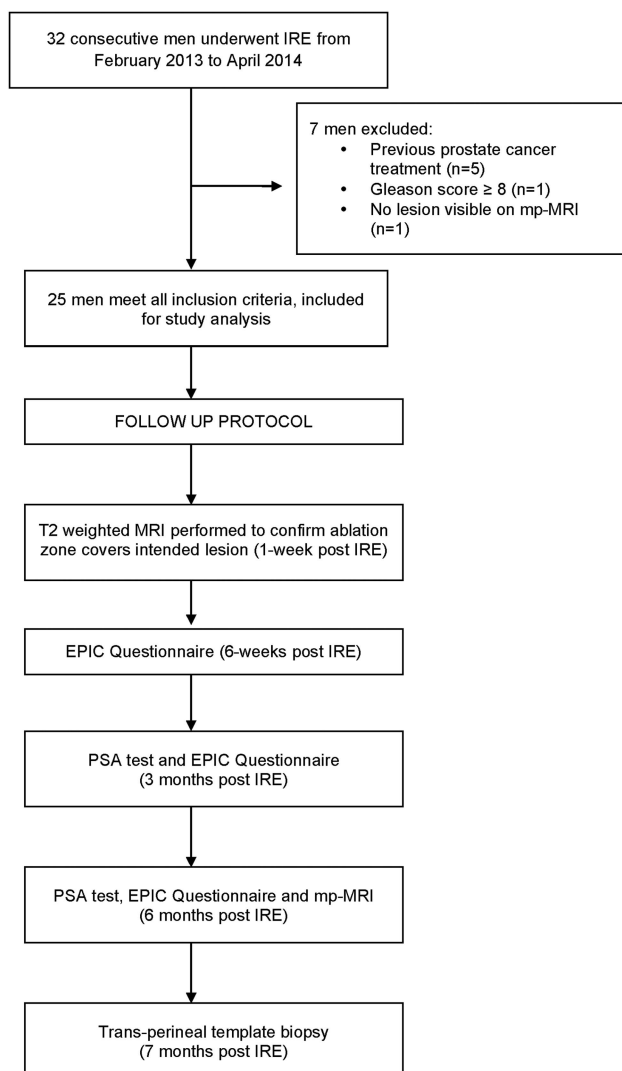 32 consecutive men underwent IRE from
February 2013 to April 2014
7 men excluded:
• Previous prostate cancer
treatment (n=5)
• Gleason score ≥ 8 (n=1)
• No lesion visible on mp-MRI
(n=1)
25 men meet all inclusion criteria, included
for study analysis
FOLLOW UP PROTOCOL
T2 weighted MRI performed to confirm ablation
zone covers intended lesion (1-week post IRE)
EPIC Questionnaire (6-weeks post IRE)
PSA test and EPIC Questionnaire
(3 months post IRE)
PSA test, EPIC Questionnaire and mp-MRI
(6 months post IRE)
Trans-perineal template biopsy
(7 months post IRE)